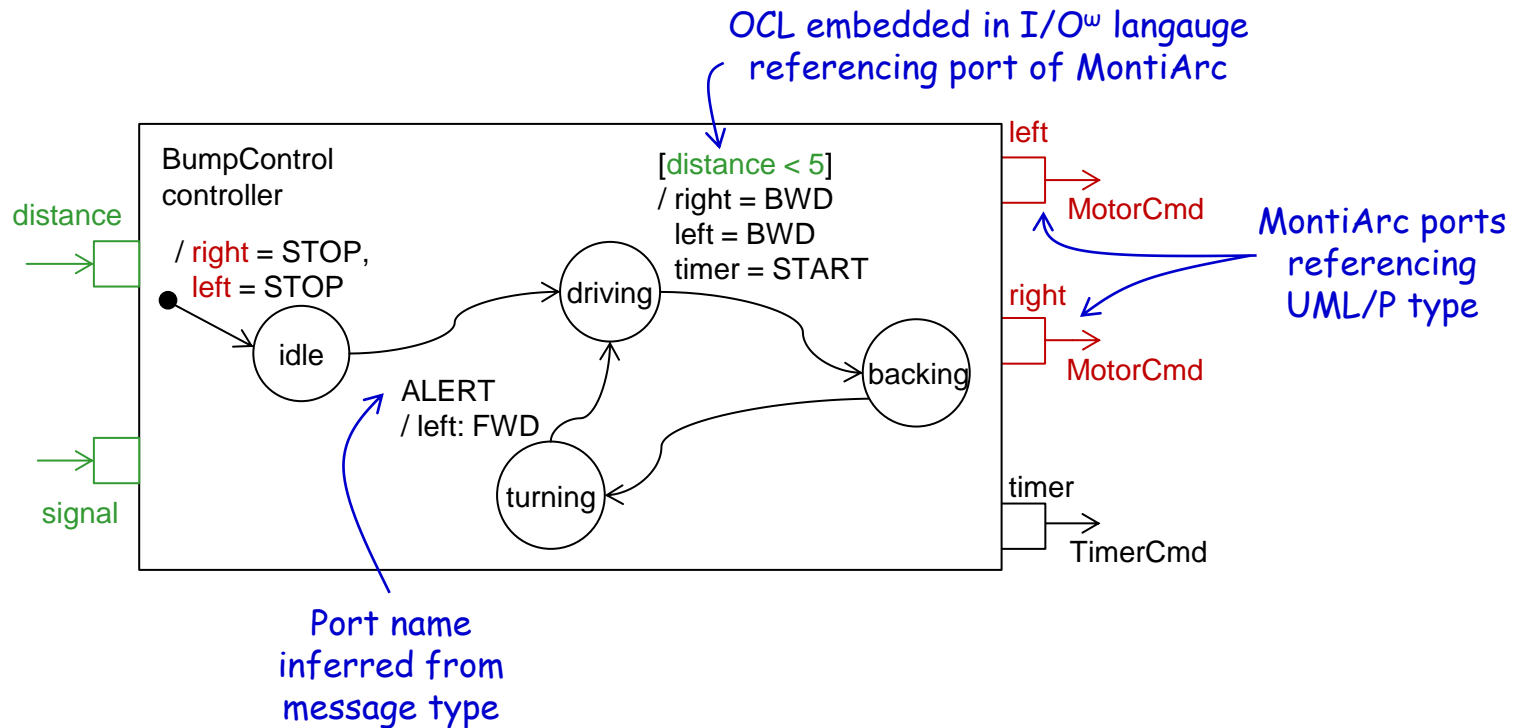 OCL embedded in I/Oω langauge
referencing port of MontiArc
BumpControl
controller
distance
signal
/ right = STOP,
left = STOP
idle
driving
[distance < 5]
/ right = BWD
left = BWD
timer = START
backing
ALERT
/ left: FWD
turning
left
MotorCmd
right
MotorCmd
timer
TimerCmd
MontiArc ports
referencing
UML/P type
Port name
inferred from
message type